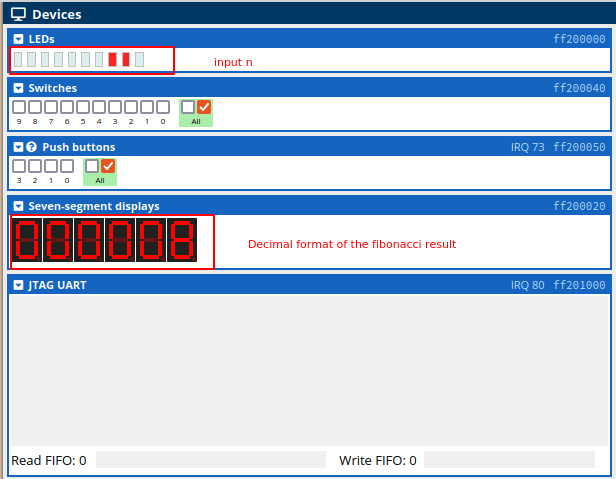 Devices
LEDs ff200000
input n
Switches ff200040
9 8 7 6 5 4 3 2 1 0 All
Push buttons IRQ 73 ff200050
3 2 1 0 All
Seven-segment displays ff200020
000008
Decimal format of the fibonacci result
JTAG UART IRQ 80 ff201000
Read FIFO: 0 Write FIFO: 0